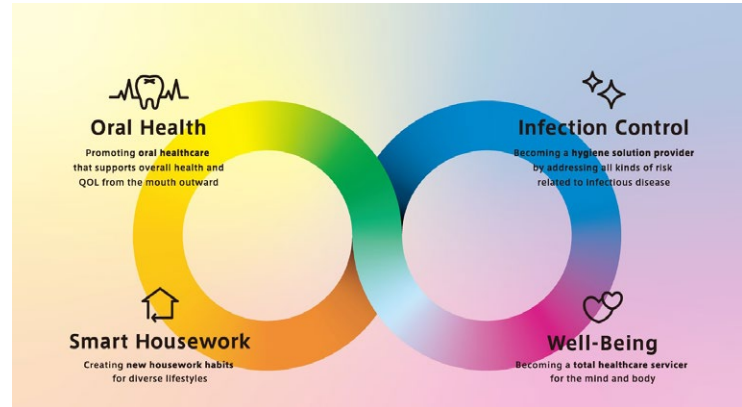 Oral Health
Promoting oral healthcare
that supports overall health and
QOL from the mouth outward
Infection Control
Becoming a hygiene solution provider
by addressing all kinds of risk
related to infectious disease
Smart Housework
Creating new housework habits
for diverse lifestyles
Well-Being
Becoming a total healthcare servicer
for the mind and body